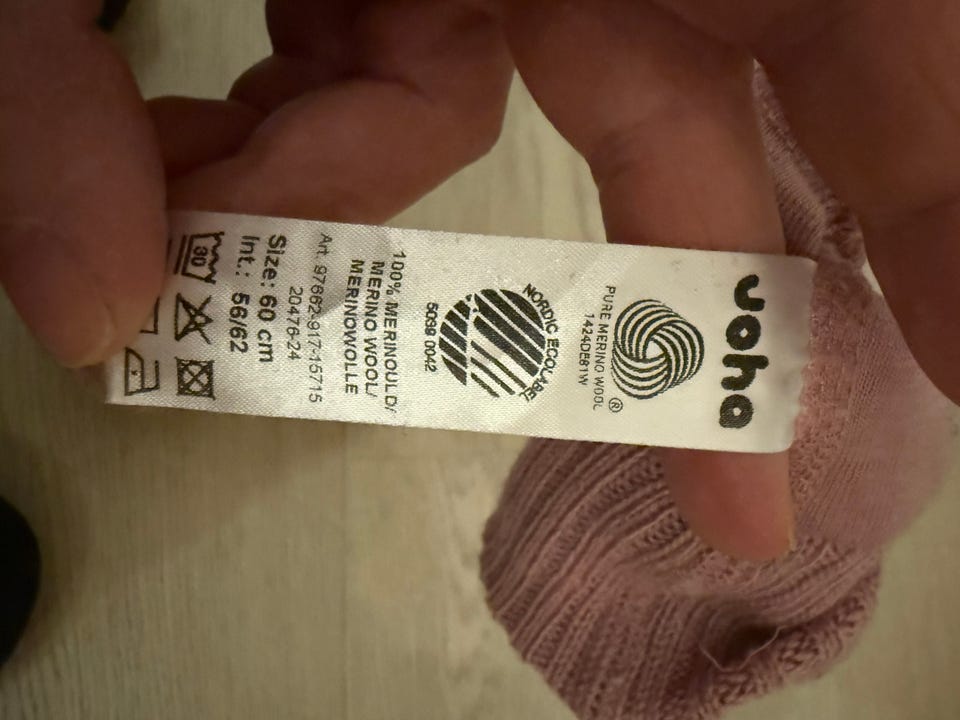 Joha
PURE MERINO WOOL ®
1424DE81W
NORDIC ECOLABEL
5039 0042
100% MERINOULD/
MERINO WOOL/
MERINOWOLLE
Art. 97662-917-15715
20476-24
Size: 60 cm
Int.: 56/62
30